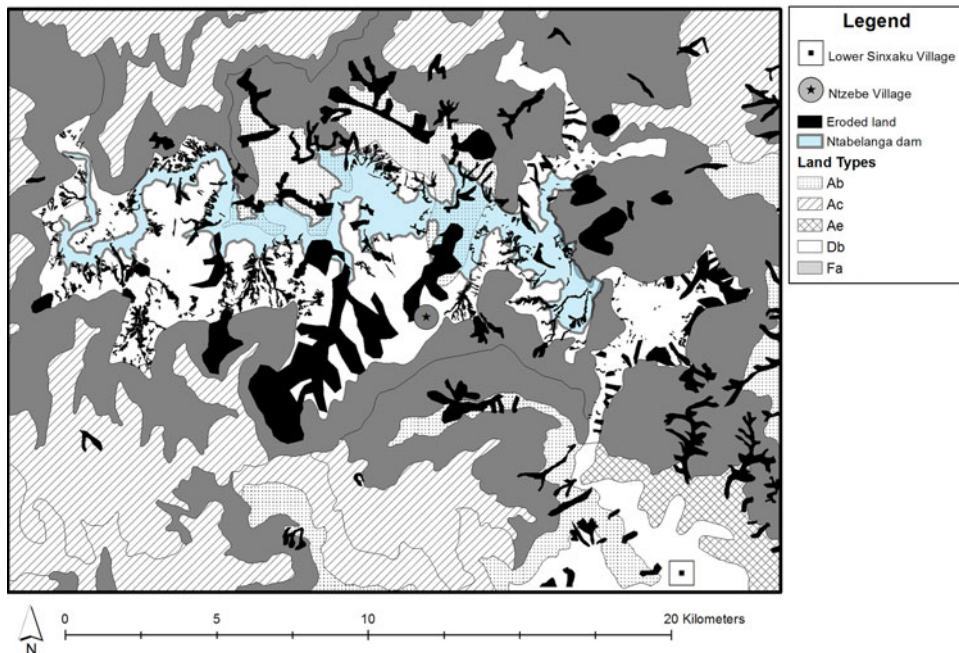 Legend
Lower Sinxaku Village
Ntzebe Village
Eroded land
Ntabelanga dam
Land Types
Ab
Ac
Ae
Db
Fa
N
0 5 10 20 Kilometers